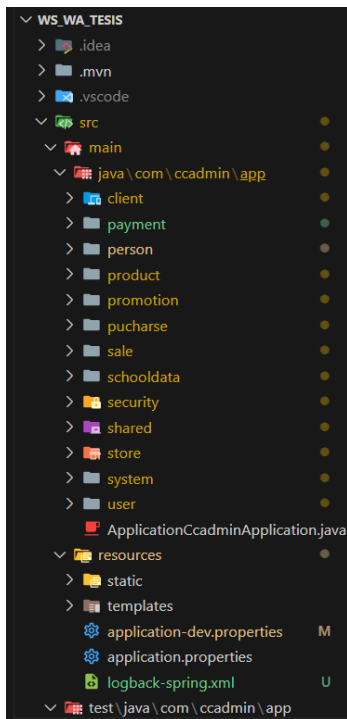 WS_WA_TESIS
.idea
.mvn
.vscode
src
main
java\com\ccadmin\app
client
payment
person
product
promotion
pucharse
sale
schooldata
security
shared
store
system
user
ApplicationCcadminApplication.java
resources
static
templates
application-dev.properties M
application.properties
logback-spring.xml U
test\java\com\ccadmin\app